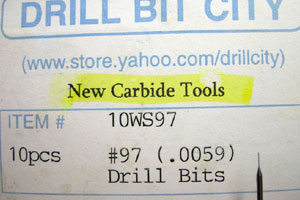 DRILL BIT CITY
(www.store.yahoo.com/drillcity)
New Carbide Tools
ITEM # 10WS97
10pcs #97 (.0059)
Drill Bits